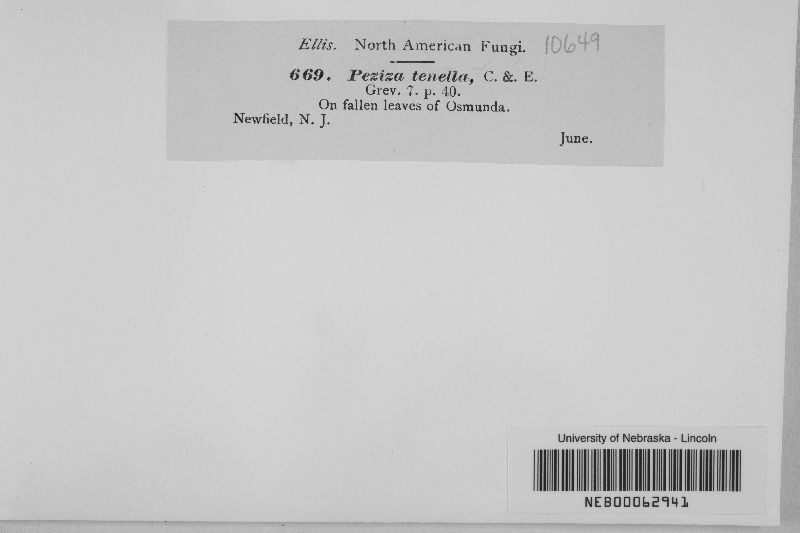 Ellis. North American Fungi. 10649
669. Peziza tenella, C. &. E.
Grev. 7. p. 40.
On fallen leaves of Osmunda.
Newfield, N. J.
June.
University of Nebraska - Lincoln
NEB00062941